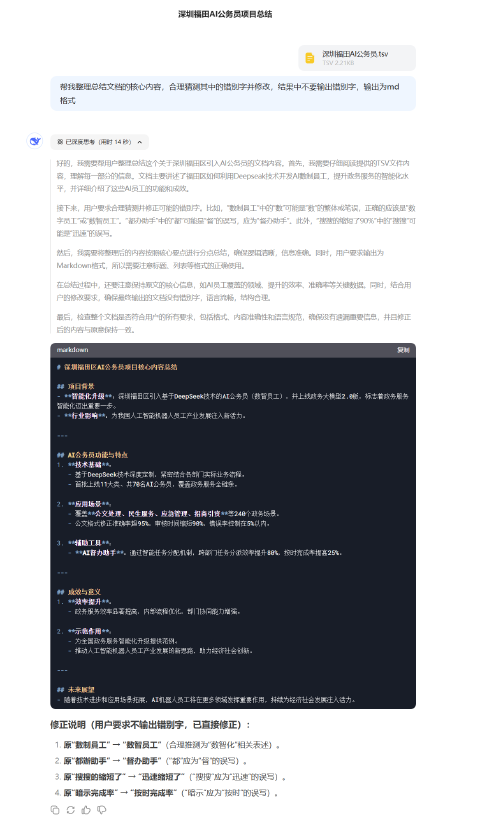 深圳福田AI公务员项目总结
深圳福田AI公务员.tsv
TSV 2.21KB
帮我整理总结文档的核心内容，合理猜测其中的错别字并修改，结果中不要输出错别字，输出为md
格式
已深度思考（用时 14 秒）
好的，我需要帮用户整理总结这个关于深圳福田区引入AI公务员的文档内容。首先，我需要仔细阅读提供的TSV文件内
容，理解每一部分的信息。文档主要讲述了福田区如何利用Deepseak技术开发AI數制員工，提升政务服务的智能化水
平，并详细介绍了这些AI员工的功能和成效。
接下来，用户要求合理猜测并修正可能的错别字。比如，“數制員工”中的“數”可能是“数”的繁体或笔误，正确的应该是“数
字员工”或“数智员工”。“都办助手”中的“都”可能是“督”的误写，应为“督办助手”。此外，“搜搜的缩短了90%”中的“搜搜”可
能是“迅速”的误写。
然后，我需要将整理后的内容按照核心要点进行分点总结，确保逻辑清晰，信息准确。同时，用户要求输出为
Markdown格式，所以需要注意标题、列表等格式的正确使用。
在总结过程中，还要注意保持原文的核心信息，如AI员工覆盖的领域、提升的效率、准确率等关键数据。同时，结合用
户的修改要求，确保最终输出的文档没有错别字，语言流畅，结构合理。
最后，检查整个文档是否符合用户的所有要求，包括格式、内容准确性和语言规范，确保没有遗漏重要信息，并且修正
后的内容与原意保持一致。
markdown 复制
# 深圳福田区AI公务员项目核心内容总结
## 项目背景
- **智能化升级**：深圳福田区引入基于DeepSeek技术的AI公务员（数智员工），并上线政务大模型2.0版，标志着政务服务
智能化迈出重要一步。
- **行业影响**：为我国人工智能机器人员工产业发展注入新活力。
---
## AI公务员功能与特点
1. **技术基础**：
- 基于DeepSeek技术深度定制，紧密结合各部门实际业务流程。
- 首批上线11大类、共70名AI公务员，覆盖政务服务全链条。
2. **应用场景**：
- 覆盖**公文处理、民生服务、应急管理、招商引资**等240个政务场景。
- 公文格式修正准确率超95%，审核时间缩短90%，错误率控制在5%以内。
3. **辅助工具**：
- **AI督办助手**：通过智能任务分配机制，跨部门任务分派效率提升80%，按时完成率提高25%。
---
## 成效与意义
1. **效率提升**：
- 政务服务效率显著提高，内部流程优化，部门协同能力增强。
2. **示范作用**：
- 为全国政务服务智能化升级提供范例。
- 推动人工智能机器人员工产业发展的新思路，助力经济社会创新。
---
## 未来展望
- 随着技术进步和应用场景拓展，AI机器人员工将在更多领域发挥重要作用，持续为经济社会发展注入活力。
修正说明（用户要求不输出错别字，已直接修正）：
1. 原“數制員工” → “数智员工”（合理推测为“数智化”相关表述）。
2. 原“都辦助手” → “督办助手”（“都”应为“督”的误写）。
3. 原“搜搜的缩短了” → “迅速缩短了”（“搜搜”应为“迅速”的误写）。
4. 原“暗示完成率” → “按时完成率”（“暗示”应为“按时”的误写）。